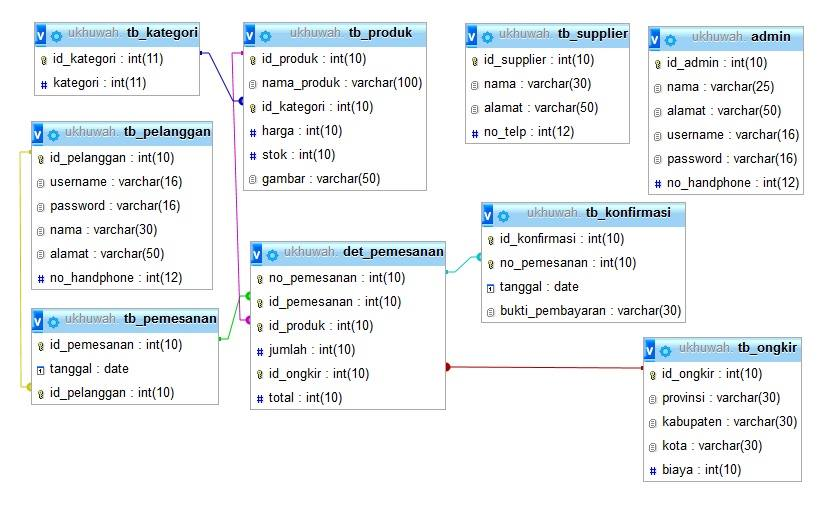 ukhuwah. tb_kategori
id_kategori : int(11)
# kategori : int(11)
ukhuwah. tb_produk
id_produk : int(10)
nama_produk : varchar(100)
id_kategori : int(10)
# harga : int(10)
# stok : int(10)
gambar : varchar(50)
ukhuwah. tb_supplier
id_supplier : int(10)
nama : varchar(30)
alamat : varchar(50)
# no_telp : int(12)
ukhuwah. admin
id_admin : int(10)
nama : varchar(25)
alamat : varchar(50)
username : varchar(16)
password : varchar(16)
# no_handphone : int(12)
ukhuwah. tb_pelanggan
id_pelanggan : int(10)
username : varchar(16)
password : varchar(16)
nama : varchar(30)
alamat : varchar(50)
# no_handphone : int(12)
ukhuwah. tb_konfirmasi
id_konfirmasi : int(10)
no_pemesanan : int(10)
tanggal : date
bukti_pembayaran : varchar(30)
ukhuwah. det_pemesanan
no_pemesanan : int(10)
id_pemesanan : int(10)
id_produk : int(10)
# jumlah : int(10)
id_ongkir : int(10)
# total : int(10)
ukhuwah. tb_pemesanan
id_pemesanan : int(10)
tanggal : date
id_pelanggan : int(10)
ukhuwah. tb_ongkir
id_ongkir : int(10)
provinsi : varchar(30)
kabupaten : varchar(30)
kota : varchar(30)
# biaya : int(10)